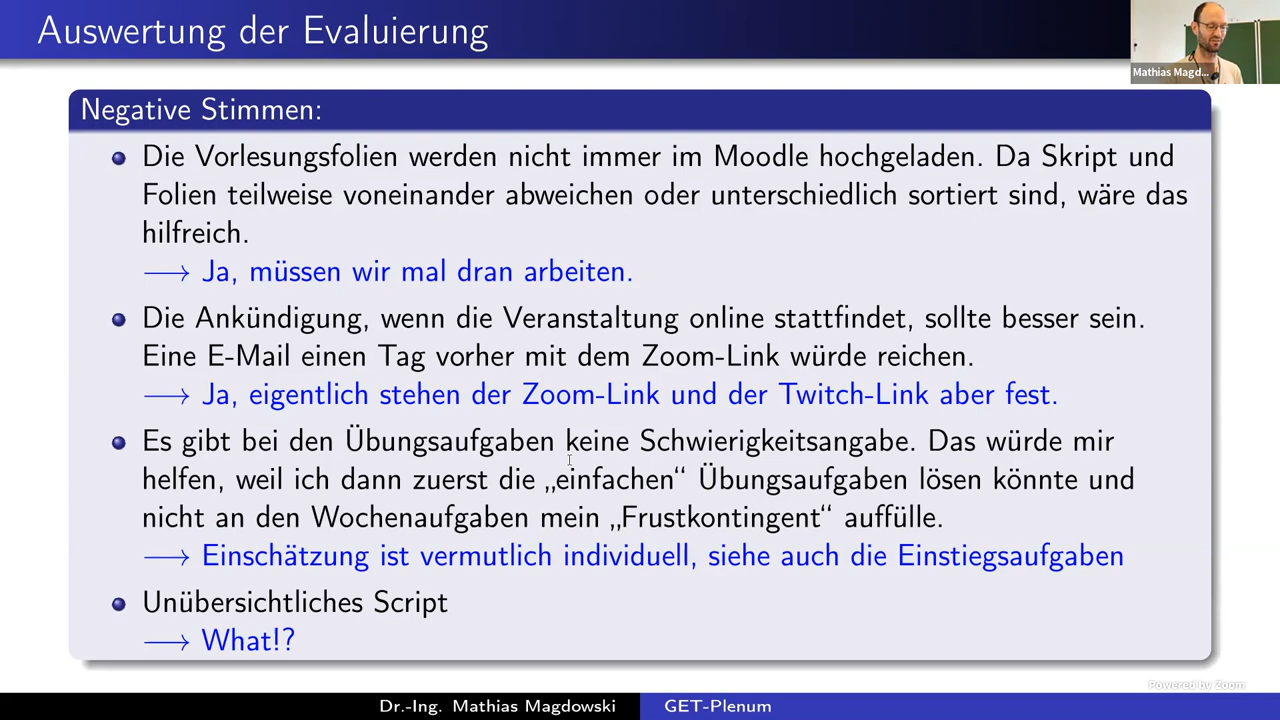 Auswertung der Evaluierung
Mathias Magd...
Negative Stimmen:
Die Vorlesungsfolien werden nicht immer im Moodle hochgeladen. Da Skript und
Folien teilweise voneinander abweichen oder unterschiedlich sortiert sind, wäre das
hilfreich.
⟶ Ja, müssen wir mal dran arbeiten.
Die Ankündigung, wenn die Veranstaltung online stattfindet, sollte besser sein.
Eine E-Mail einen Tag vorher mit dem Zoom-Link würde reichen.
⟶ Ja, eigentlich stehen der Zoom-Link und der Twitch-Link aber fest.
Es gibt bei den Übungsaufgaben keine Schwierigkeitsangabe. Das würde mir
helfen, weil ich dann zuerst die „einfachen“ Übungsaufgaben lösen könnte und
nicht an den Wochenaufgaben mein „Frustkontingent“ auffülle.
⟶ Einschätzung ist vermutlich individuell, siehe auch die Einstiegsaufgaben
Unübersichtliches Script
⟶ What!?
Powered by Zoom
Dr.-Ing. Mathias Magdowski GET-Plenum